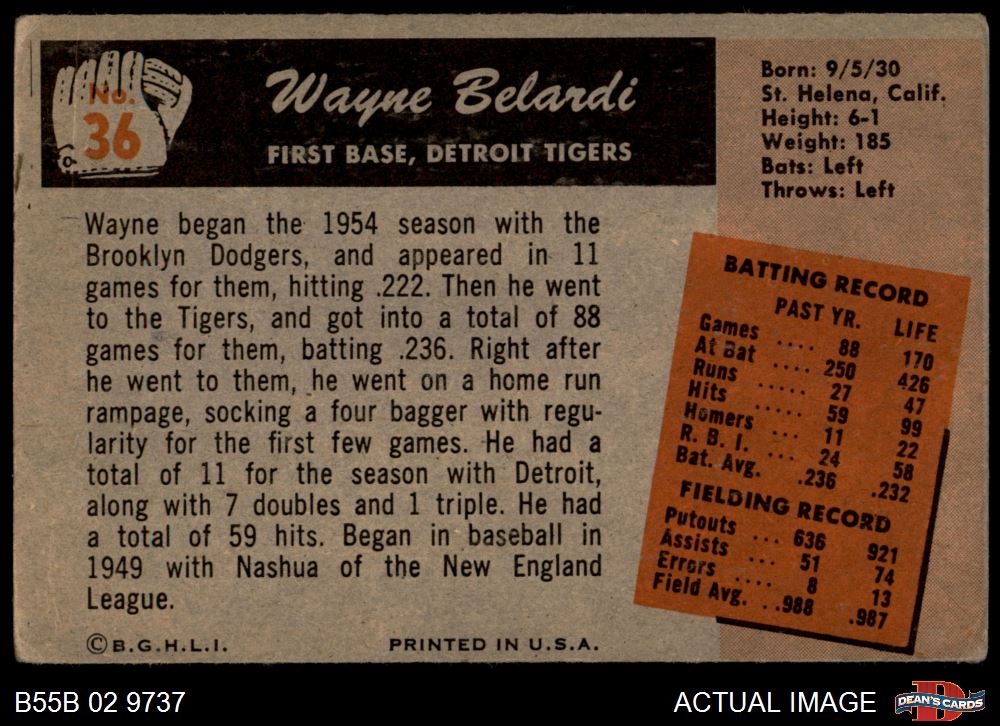 No.
36
Wayne Belardi
FIRST BASE, DETROIT TIGERS
Born: 9/5/30
St. Helena, Calif.
Height: 6-1
Weight: 185
Bats: Left
Throws: Left
Wayne began the 1954 season with the
Brooklyn Dodgers, and appeared in 11
games for them, hitting .222. Then he went
to the Tigers, and got into a total of 88
games for them, batting .236. Right after
he went to them, he went on a home run
rampage, socking a four bagger with regu-
larity for the first few games. He had a
total of 11 for the season with Detroit,
along with 7 doubles and 1 triple. He had
a total of 59 hits. Began in baseball in
1949 with Nashua of the New England
League.
BATTING RECORD
PAST YR. LIFE
Games .... 88 170
At Bat .... 250 426
Runs ..... 27 47
Hits ..... 59 99
Homers ... 11 22
R. B. I. ... 24 58
Bat. Avg. .236 .232
FIELDING RECORD
Putouts ... 636 921
Assists ... 51 74
Errors .... 8 13
Field Avg. . .988 .987
©B.G.H.L.I. PRINTED IN U.S.A.
B55B 02 9737
ACTUAL IMAGE
D
DEAN'S CARDS